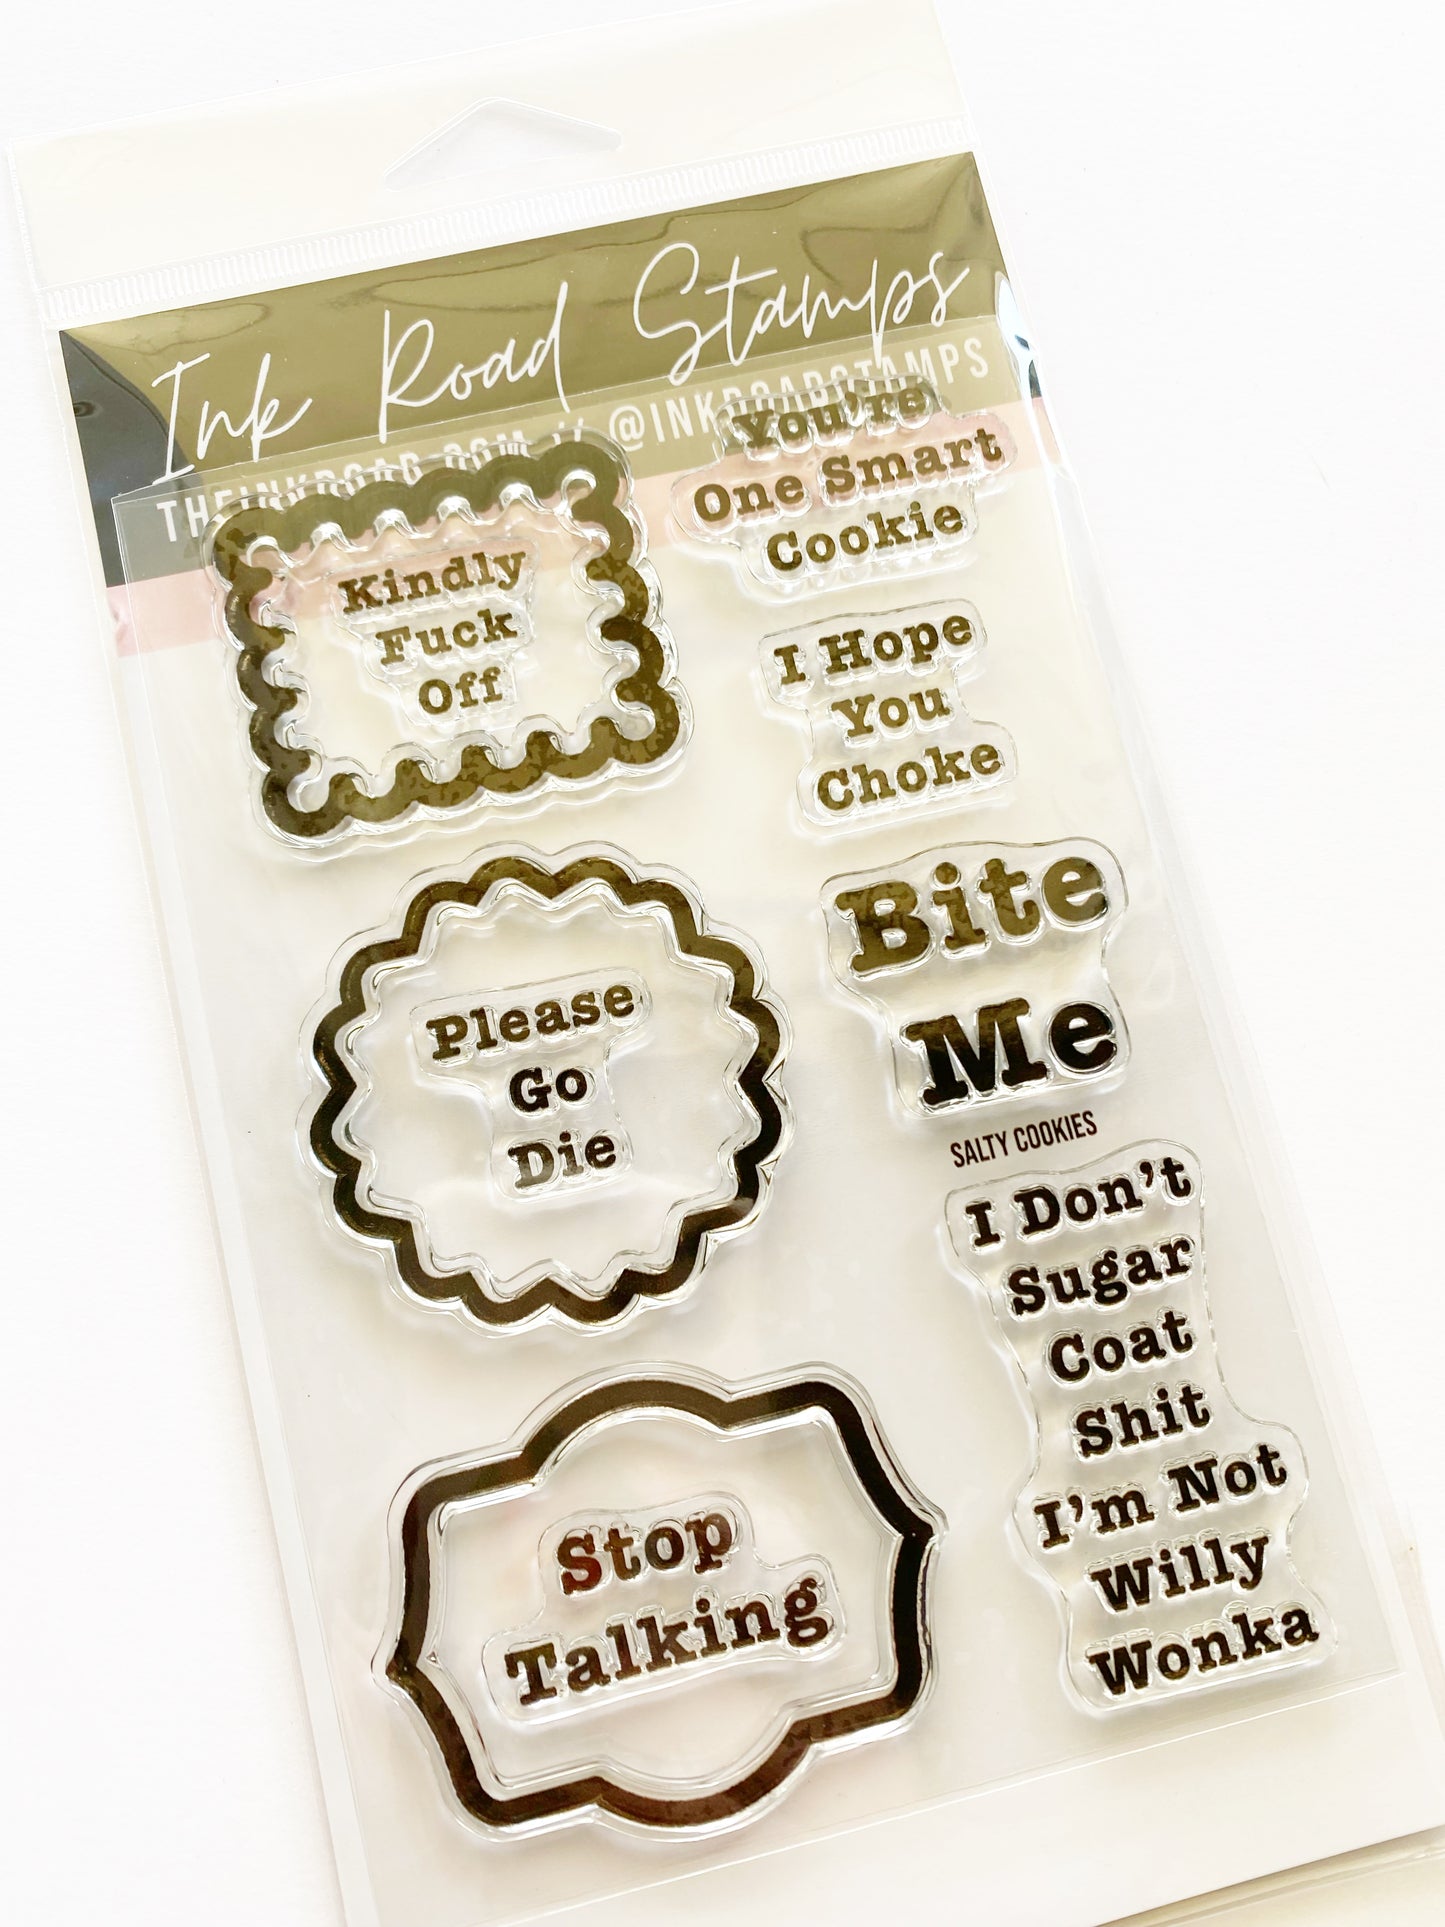 Ink Road Stamps
THEINKROAD.COM // @INKROADSTAMPS
Kindly
Fuck
Off
You're
One Smart
Cookie
I Hope
You
Choke
Please
Go
Die
Bite
Me
SALTY COOKIES
Stop
Talking
I Don't
Sugar
Coat
Shit
I'm Not
Willy
Wonka